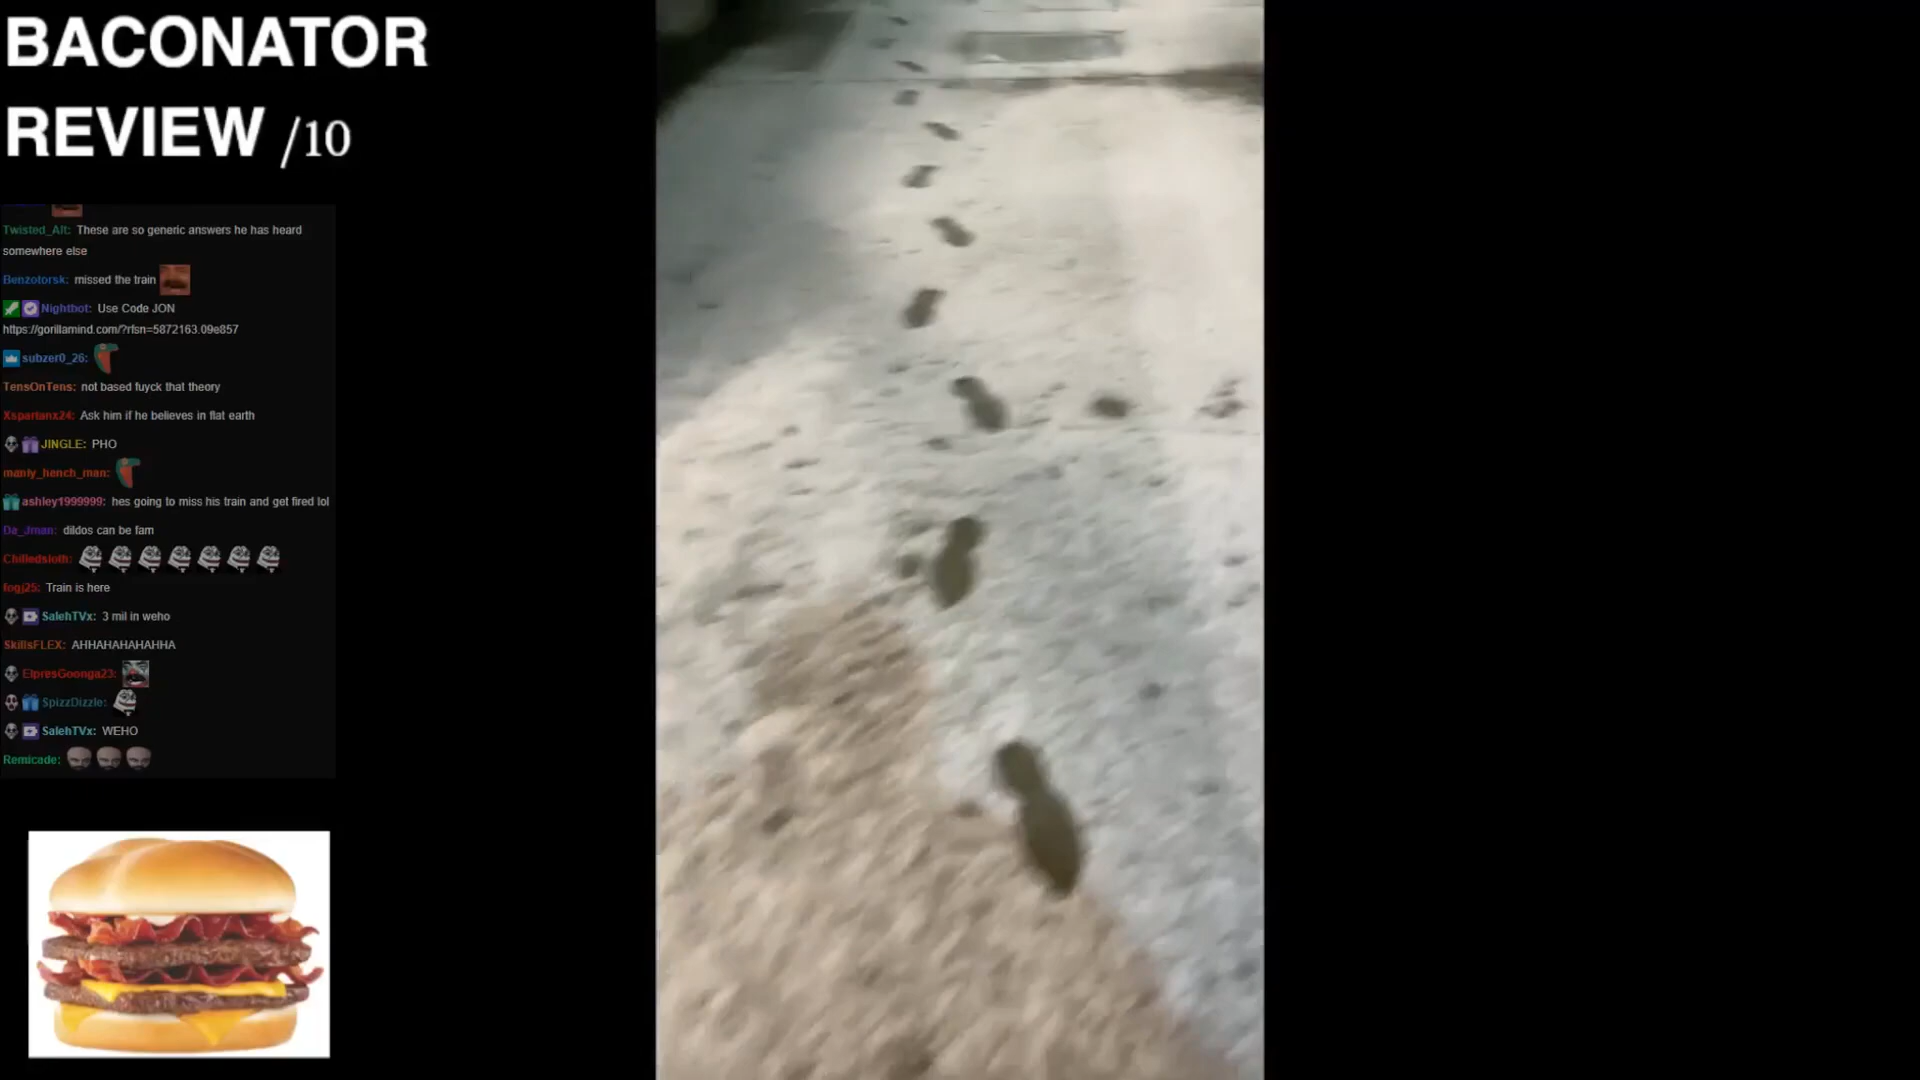 BACONATOR
REVIEW /10
Twisted_Alt: These are so generic answers he has heard
somewhere else
Benzotorsk: missed the train
Nightbot: Use Code JON
https://gorillamind.com/?rfsn=5872163.09e857
subzer0_26:
TensOnTens: not based fuyck that theory
Xspartanx24: Ask him if he believes in flat earth
JINGLE: PHO
manly_hench_man:
ashley1999999: hes going to miss his train and get fired lol
Da_Jman: dildos can be fam
Chilledsloth:
fogj25: Train is here
SalehTVx: 3 mil in weho
SkillsFLEX: AHHAHAHAHAHHA
ElpresGoonga23:
SpizzDizzle:
SalehTVx: WEHO
Remicade: